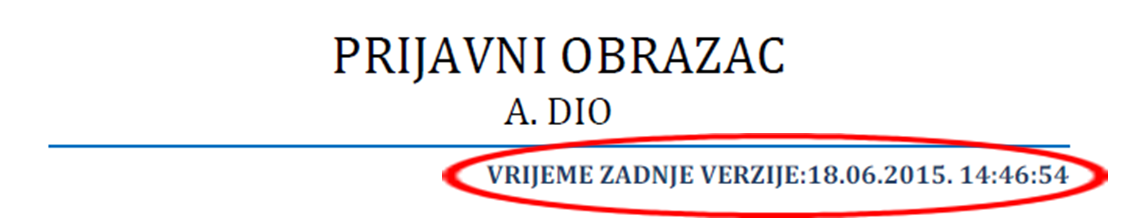 PRIJAVNI OBRAZAC
A. DIO
VRIJEME ZADNJE VERZIJE:18.06.2015. 14:46:54